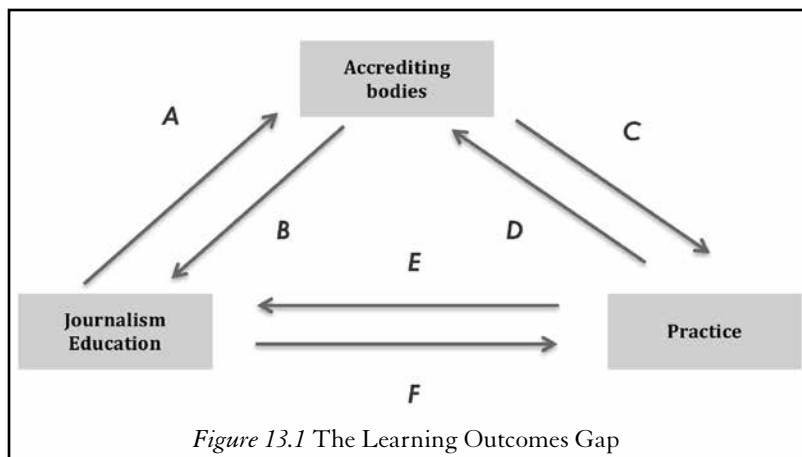 Accrediting
bodies
A
C
B
D
E
Journalism
Education
Practice
F
Figure 13.1 The Learning Outcomes Gap